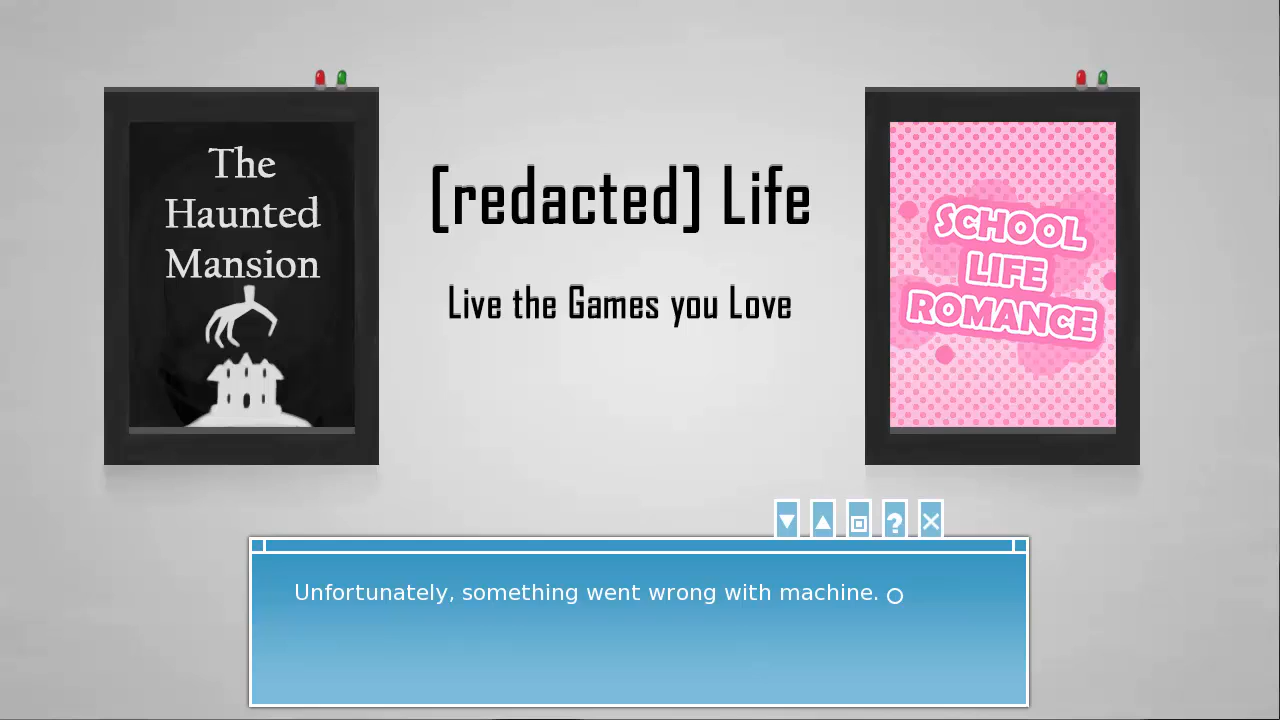 The
Haunted
Mansion
[redacted] Life
Live the Games you Love
SCHOOL
LIFE
ROMANCE
?
Unfortunately, something went wrong with machine.